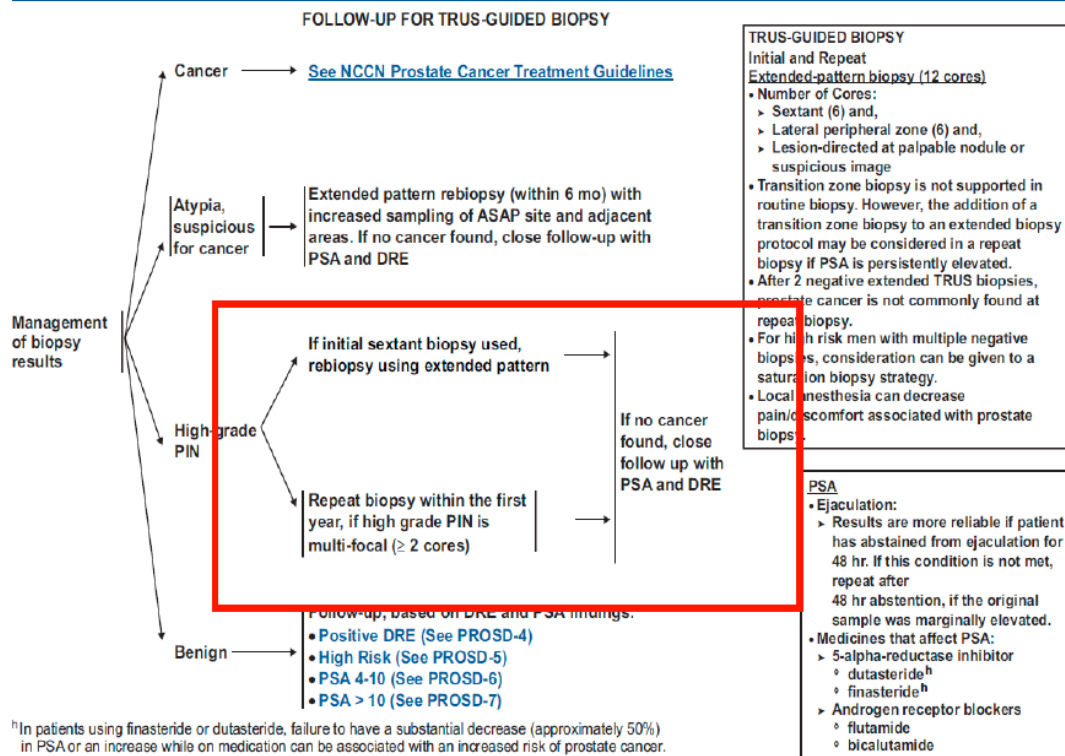 FOLLOW-UP FOR TRUS-GUIDED BIOPSY
Cancer
See NCCN Prostate Cancer Treatment Guidelines
Atypia,
suspicious
for cancer
Extended pattern rebiopsy (within 6 mo) with
increased sampling of ASAP site and adjacent
areas. If no cancer found, close follow-up with
PSA and DRE
Management
of biopsy
results
High-grade
PIN
If initial sextant biopsy used,
rebiopsy using extended pattern
Repeat biopsy within the first
year, if high grade PIN is
multi-focal (≥ 2 cores)
If no cancer
found, close
follow up with
PSA and DRE
Benign
Follow-up, based on DRE and PSA findings:
• Positive DRE (See PROSD-4)
• High Risk (See PROSD-5)
• PSA 4-10 (See PROSD-6)
• PSA > 10 (See PROSD-7)
h In patients using finasteride or dutasteride, failure to have a substantial decrease (approximately 50%)
in PSA or an increase while on medication can be associated with an increased risk of prostate cancer.
TRUS-GUIDED BIOPSY
Initial and Repeat
Extended-pattern biopsy (12 cores)
• Number of Cores:
➤ Sextant (6) and,
➤ Lateral peripheral zone (6) and,
➤ Lesion-directed at palpable nodule or
suspicious image
• Transition zone biopsy is not supported in
routine biopsy. However, the addition of a
transition zone biopsy to an extended biopsy
protocol may be considered in a repeat
biopsy if PSA is persistently elevated.
• After 2 negative extended TRUS biopsies,
prostate cancer is not commonly found at
repeat biopsy.
• For high risk men with multiple negative
biopsies, consideration can be given to a
saturation biopsy strategy.
• Local anesthesia can decrease
pain/discomfort associated with prostate
biopsy.
PSA
• Ejaculation:
➤ Results are more reliable if patient
has abstained from ejaculation for
48 hr. If this condition is not met,
repeat after
48 hr abstention, if the original
sample was marginally elevated.
• Medicines that affect PSA:
➤ 5-alpha-reductase inhibitor
◦ dutasteride h
◦ finasteride h
➤ Androgen receptor blockers
◦ flutamide
◦ bicalutamide